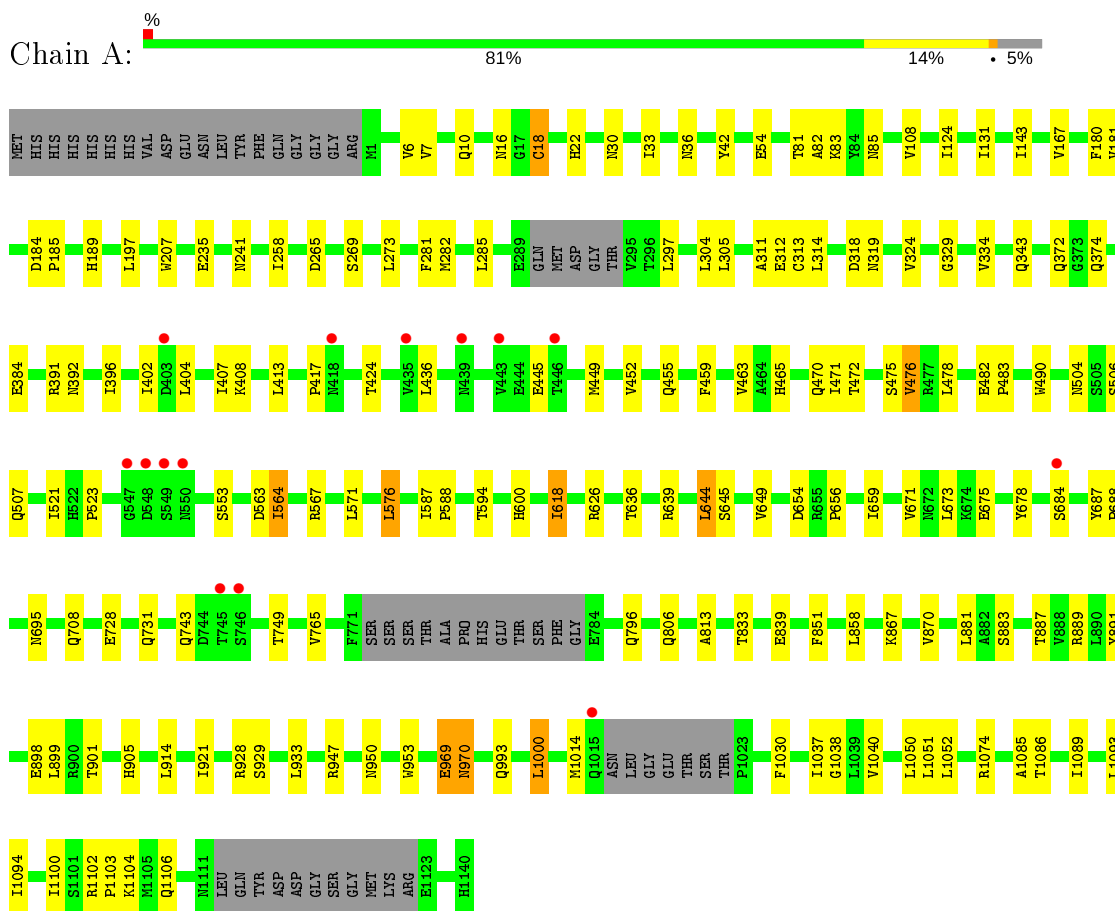 %
Chain A:
81% 14% • 5%
MET HIS HIS HIS HIS HIS HIS VAL ASP GLU ASN LEU TYR PHE GLN GLY GLY GLY ARG M1 V6 V7 Q10 N16 G17 C18 H22 N30 I33 N36 Y42 E54 T81 A82 K83 Y84 N85 V108 I124 I131 I143 V167 F180 V181
D184 P185 H189 L197 W207 E235 N241 I258 D265 S269 L273 F281 M282 L285 E289 GLN MET ASP GLY THR V295 T296 L297 L304 L305 A311 E312 C313 L314 D318 N319 V324 G329 V334 Q343 Q372 G373 Q374
E384 R391 N392 I396 I402 D403 L404 I407 K408 L413 P417 N418 T424 V435 L436 N439 V443 E444 E445 T446 M449 V452 Q455 F459 V463 A464 H465 Q470 I471 T472 S475 V476 R477 L478 E482 P483 W490 N504 S505 S506
Q507 I521 H522 P523 G547 D548 S549 N550 S553 D563 I564 R567 L571 L576 I587 P588 T594 H600 I618 R626 T636 R639 L644 S645 V649 D654 R655 P656 I659 V671 N672 L673 K674 E675 Y678 S684 Y687 P688
N695 Q708 E728 Q731 Q743 D744 T745 S746 T749 V765 F771 SER SER SER THR ALA PRO HIS GLU THR SER PHE GLY E784 Q796 Q806 A813 T833 E839 F851 L858 K867 V870 L881 A882 S883 T887 V888 R889 L890 Y891
E898 L899 R900 T901 H905 L914 I921 R928 S929 L933 R947 N950 W953 E969 N970 Q993 L1000 M1014 Q1015 ASN LEU GLY GLU THR SER THR P1023 F1030 I1037 G1038 L1039 V1040 L1050 L1051 L1052 R1074 A1085 T1086 I1089 L1093
I1094 I1100 S1101 R1102 P1103 K1104 M1105 Q1106 N1111 LEU GLN TYR ASP ASP GLY SER GLY MET LYS ARG E1123 H1140